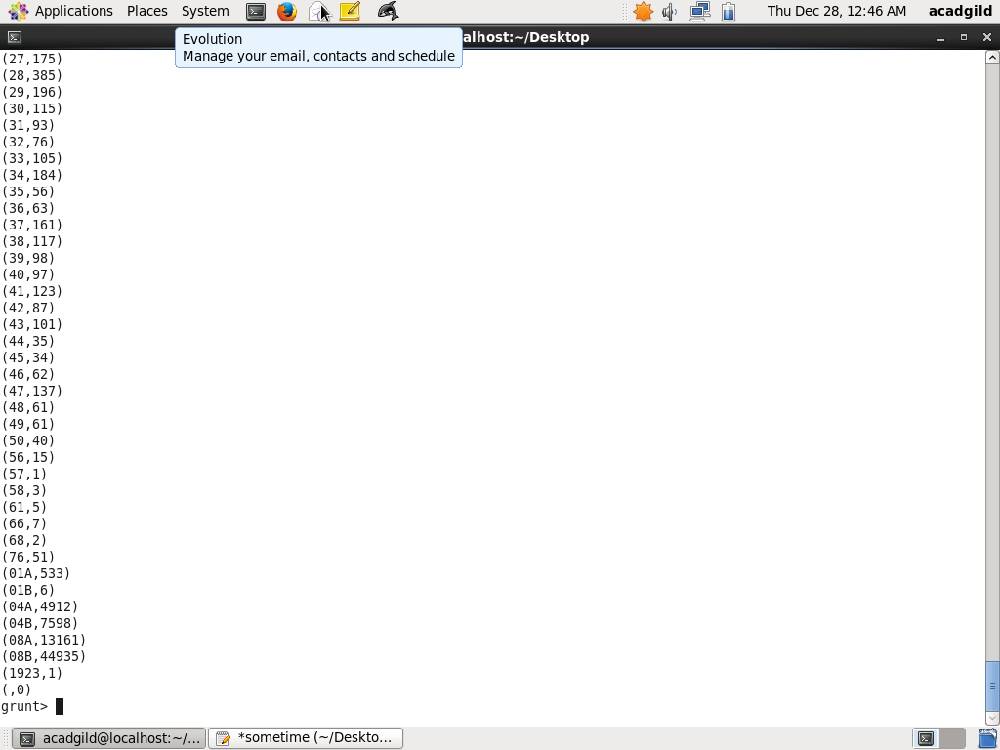 Applications Places System Thu Dec 28, 12:46 AM acadgild
alhost:~/Desktop
Evolution
Manage your email, contacts and schedule
(27,175)
(28,385)
(29,196)
(30,115)
(31,93)
(32,76)
(33,105)
(34,184)
(35,56)
(36,63)
(37,161)
(38,117)
(39,98)
(40,97)
(41,123)
(42,87)
(43,101)
(44,35)
(45,34)
(46,62)
(47,137)
(48,61)
(49,61)
(50,40)
(56,15)
(57,1)
(58,3)
(61,5)
(66,7)
(68,2)
(76,51)
(01A,533)
(01B,6)
(04A,4912)
(04B,7598)
(08A,13161)
(08B,44935)
(1923,1)
(,0)
grunt>
acadgild@localhost:~/... *sometime (~/Deskto...